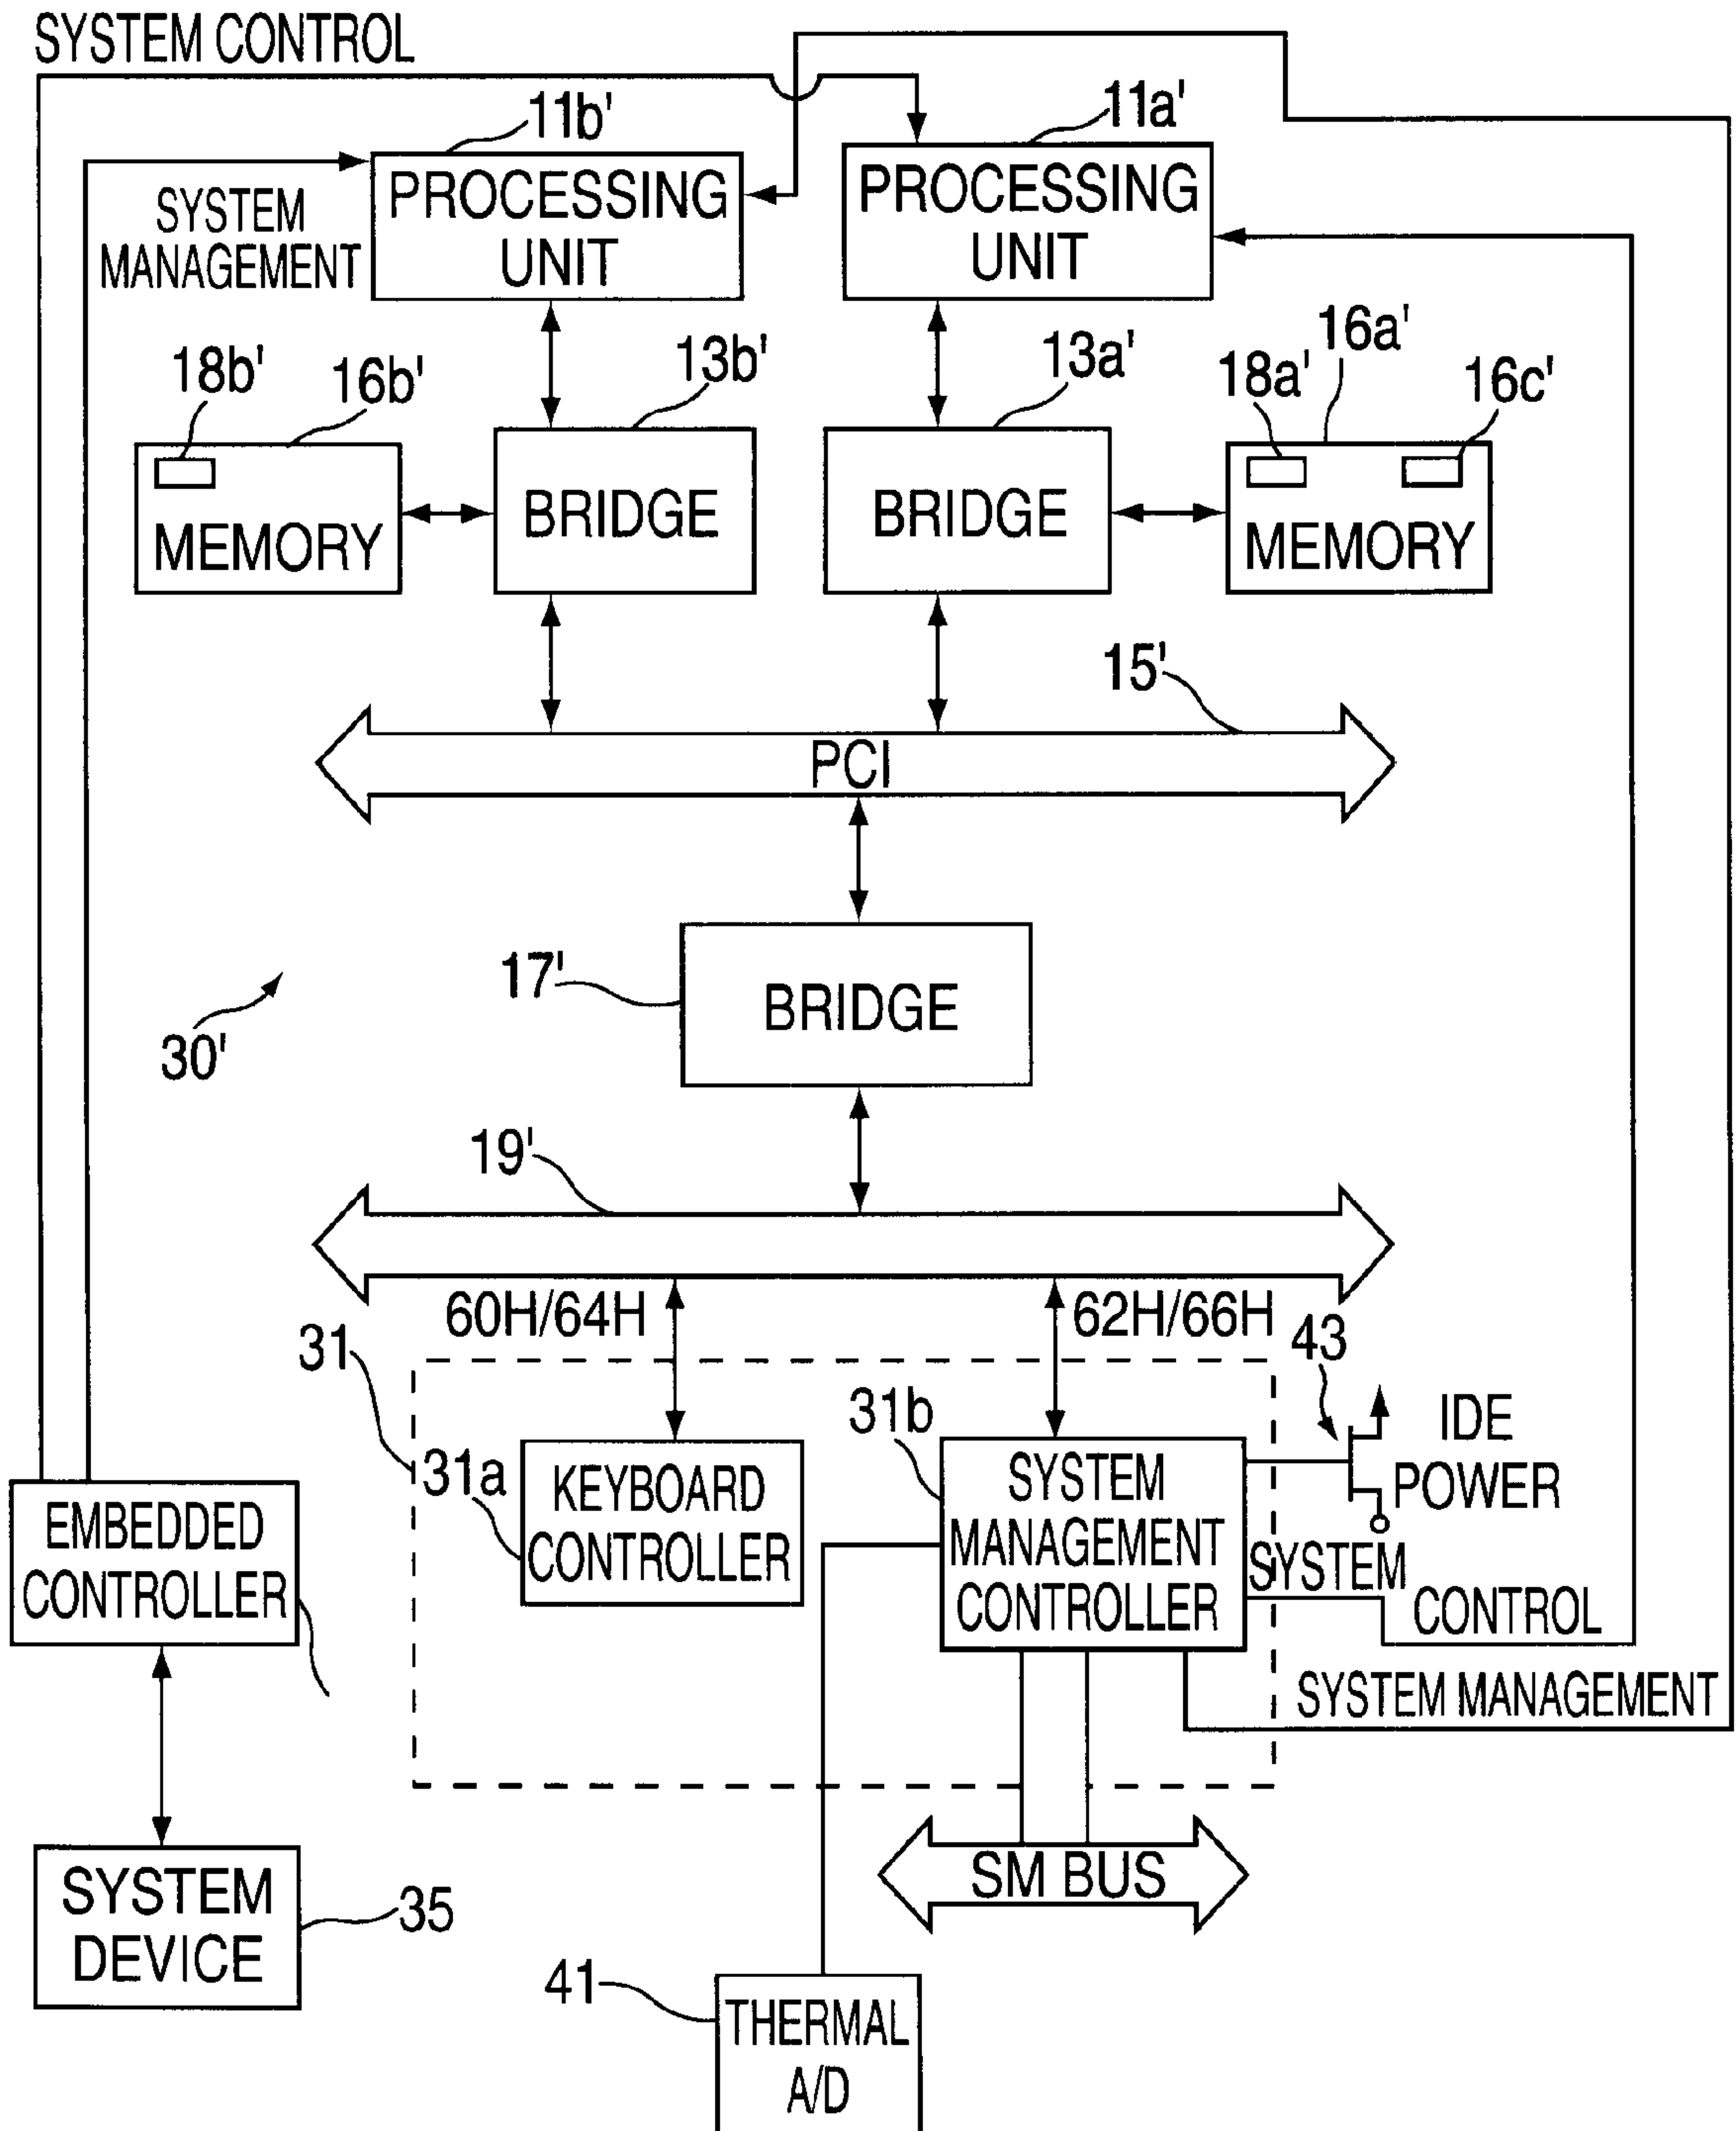 SYSTEM CONTROL
11b'
11a'
PROCESSING
UNIT
PROCESSING
UNIT
SYSTEM
MANAGEMENT
18b'
16b'
13b'
13a'
18a'
16a'
16c'
MEMORY
BRIDGE
BRIDGE
MEMORY
15'
PCI
17'
BRIDGE
30'
19'
60H/64H
62H/66H
31
43
31a
31b
KEYBOARD
CONTROLLER
SYSTEM
MANAGEMENT
CONTROLLER
IDE
POWER
SYSTEM
CONTROL
SYSTEM MANAGEMENT
EMBEDDED
CONTROLLER
SM BUS
SYSTEM
DEVICE
35
41
THERMAL
A/D